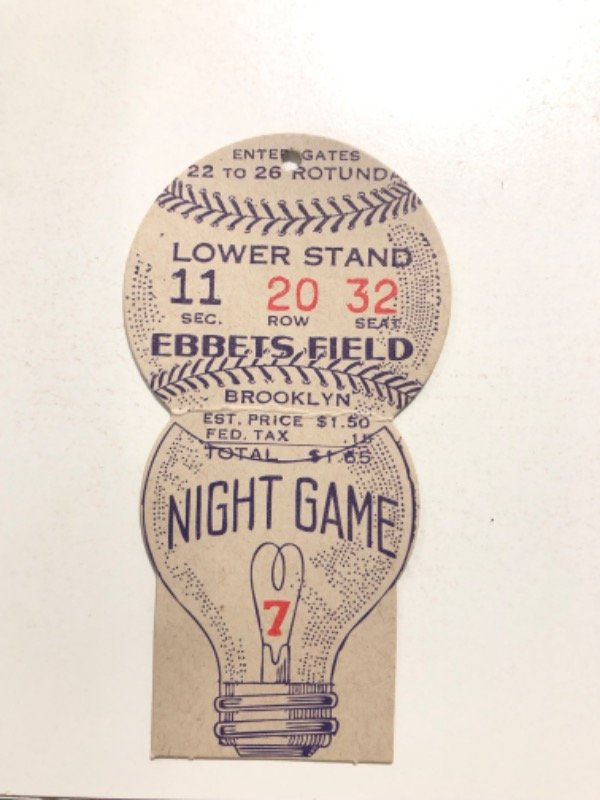 ENTER GATES
22 TO 26 ROTUNDA
LOWER STAND
11 20 32
SEC. ROW SEAT
EBBETS FIELD
BROOKLYN
EST. PRICE $1.50
FED. TAX .15
TOTAL $1.65
NIGHT GAME
7